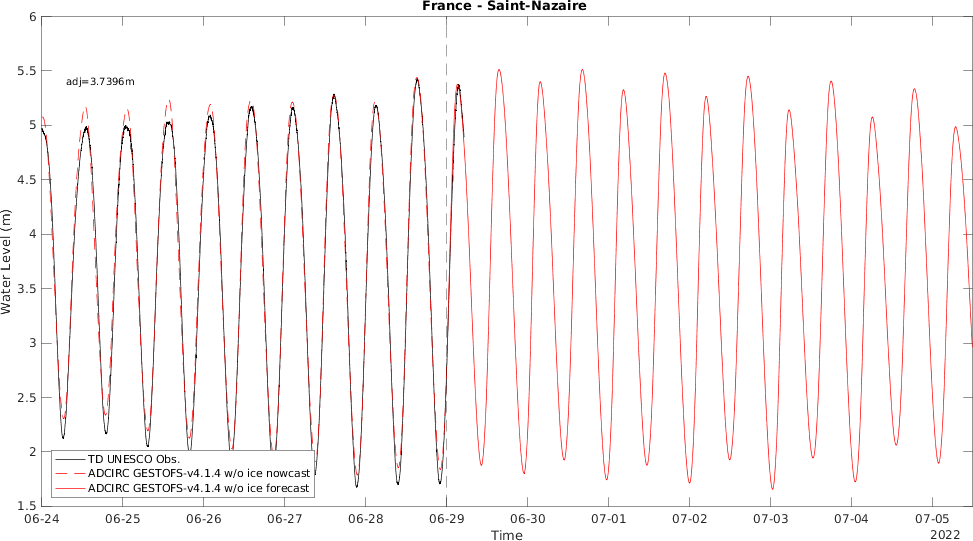 France - Saint-Nazaire
6
5.5
5
4.5
4
3.5
3
2.5
2
1.5
Water Level (m)
adj=3.7396m
TD UNESCO Obs.
ADCIRC GESTOFS-v4.1.4 w/o ice nowcast
ADCIRC GESTOFS-v4.1.4 w/o ice forecast
06-24 06-25 06-26 06-27 06-28 06-29 06-30 07-01 07-02 07-03 07-04 07-05
Time
2022